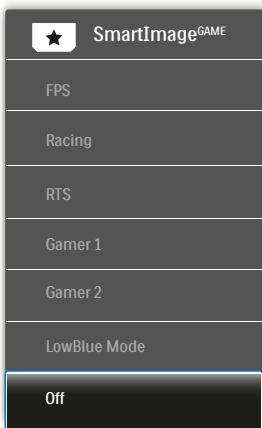 SmartImageGAME
FPS
Racing
RTS
Gamer 1
Gamer 2
LowBlue Mode
Off